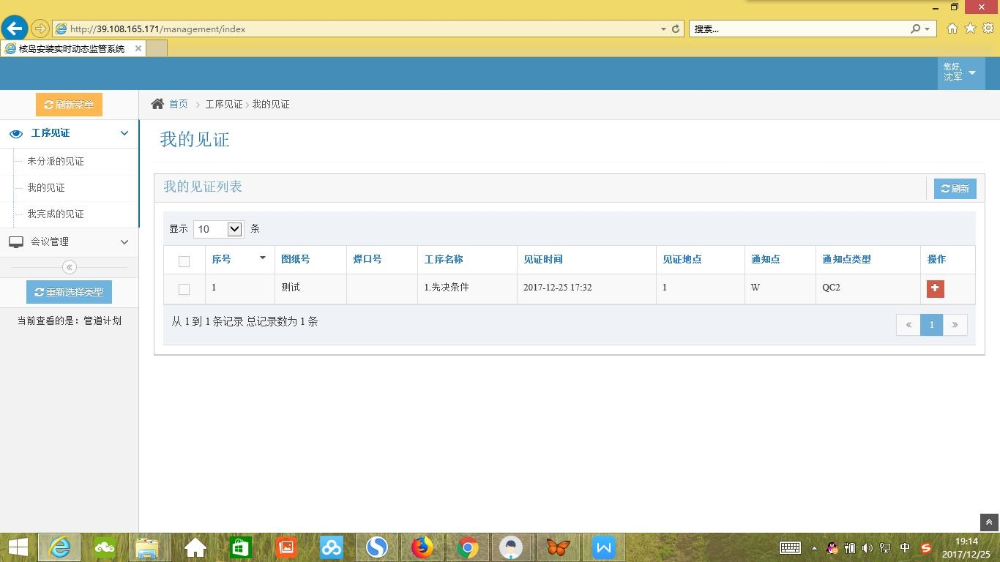 http://39.108.165.171/management/index
搜索...
核岛安装实时动态监管系统
您好,
沈军
刷新菜单
首页 工序见证 我的见证
工序见证
未分派的见证
我的见证
我完成的见证
会议管理
重新选择类型
当前查看的是：管道计划
我的见证
我的见证列表
刷新
显示 10 条
序号 图纸号 焊口号 工序名称 见证时间 见证地点 通知点 通知点类型 操作
1 测试 1.先决条件 2017-12-25 17:32 1 W QC2
从 1 到 1 条记录 总记录数为 1 条
« 1 »
中
19:14
2017/12/25